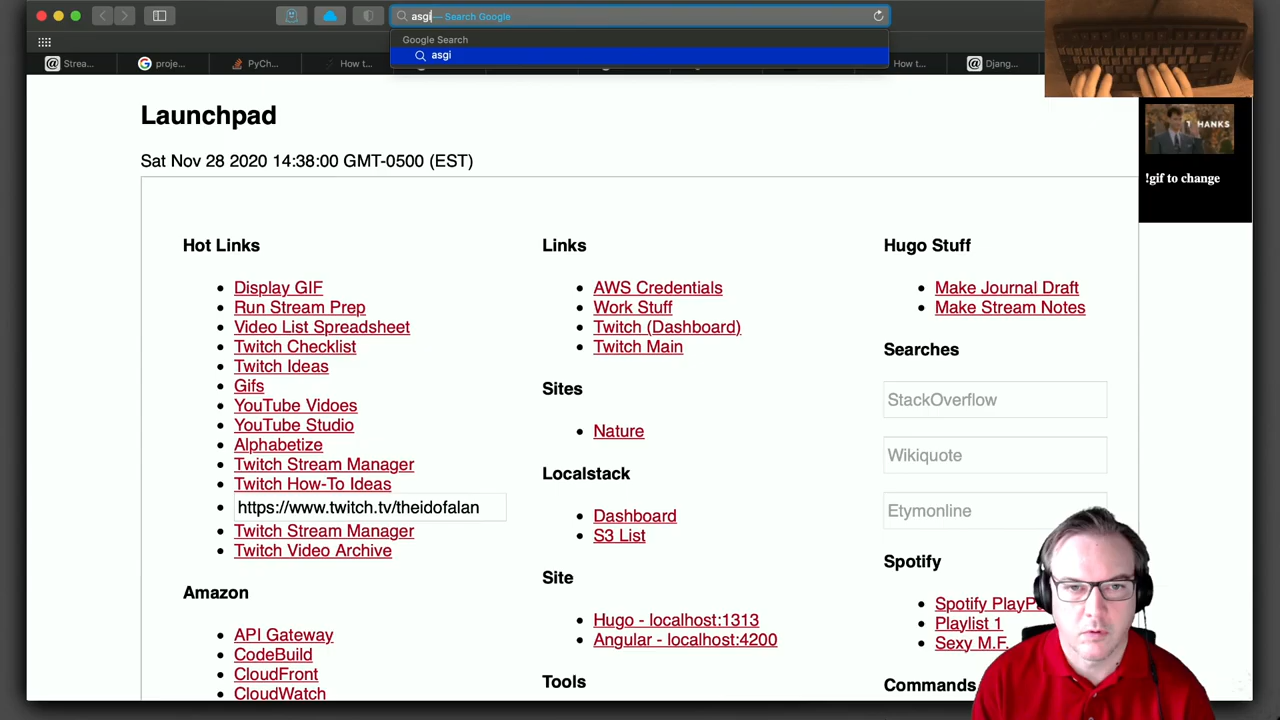 asgi — Search Google
Google Search
asgi
Strea...
proje...
PyCh...
How t...
How t...
Djang...
Launchpad
Sat Nov 28 2020 14:38:00 GMT-0500 (EST)
THANKS
!gif to change
Hot Links
Display GIF
Run Stream Prep
Video List Spreadsheet
Twitch Checklist
Twitch Ideas
Gifs
YouTube Vidoes
YouTube Studio
Alphabetize
Twitch Stream Manager
Twitch How-To Ideas
https://www.twitch.tv/theidofalan
Twitch Stream Manager
Twitch Video Archive
Amazon
API Gateway
CodeBuild
CloudFront
CloudWatch
Links
AWS Credentials
Work Stuff
Twitch (Dashboard)
Twitch Main
Sites
Nature
Localstack
Dashboard
S3 List
Site
Hugo - localhost:1313
Angular - localhost:4200
Tools
Hugo Stuff
Make Journal Draft
Make Stream Notes
Searches
StackOverflow
Wikiquote
Etymonline
Spotify
Spotify PlayP
Playlist 1
Sexy M.F.
Commands